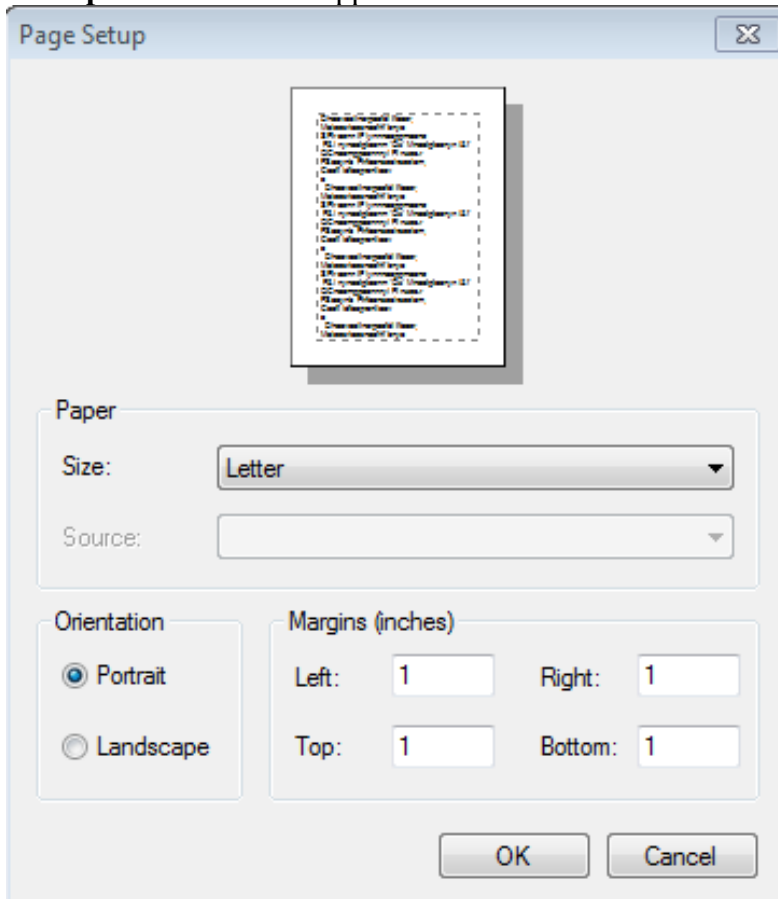 Page Setup
Paper
Size: Letter
Source:
Orientation
Portrait
Landscape
Margins (inches)
Left: 1 Right: 1
Top: 1 Bottom: 1
OK Cancel